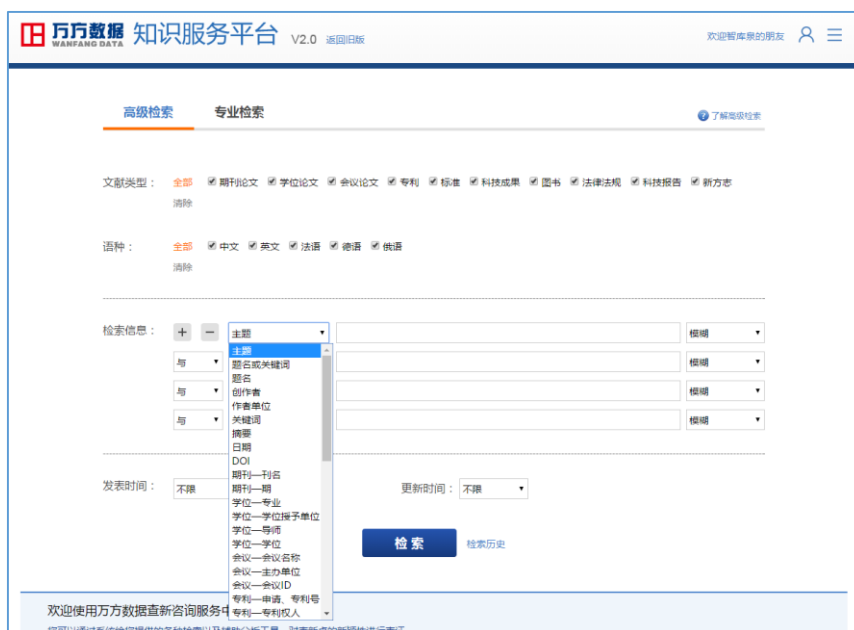 万方数据 WANFANG DATA 知识服务平台 V2.0 返回旧版 欢迎智库泉的朋友
高级检索 专业检索 ? 了解高级检索
文献类型： 全部 期刊论文 学位论文 会议论文 专利 标准 科技成果 图书 法律法规 科技报告 新方志
清除
语种： 全部 中文 英文 法语 德语 俄语
清除
检索信息： + − 主题 模糊
与 模糊
与 模糊
与 模糊
主题
题名或关键词
题名
创作者
作者单位
关键词
摘要
日期
DOI
期刊—刊名
期刊—期
学位—专业
学位—学位授予单位
学位—导师
学位—学位
会议—会议名称
会议—主办单位
会议—会议ID
专利—申请、专利号
专利—专利权人
发表时间： 不限 更新时间： 不限
检索 检索历史
欢迎使用万方数据查新咨询服务中